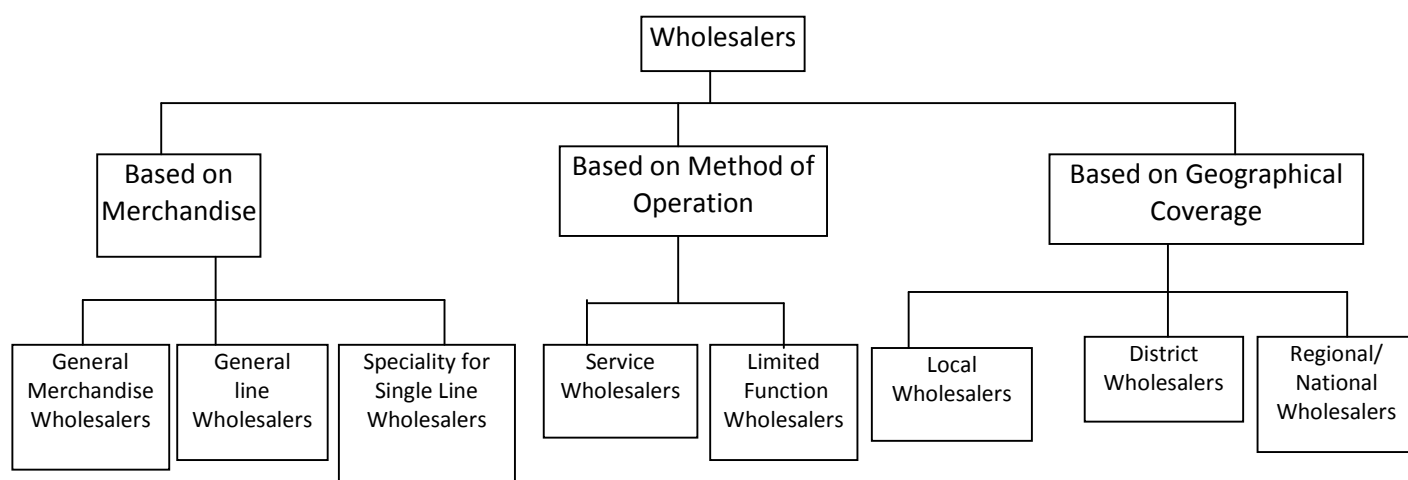 Wholesalers
Based on
Merchandise
Based on Method of
Operation
Based on Geographical
Coverage
General
Merchandise
Wholesalers
General
line
Wholesalers
Speciality for
Single Line
Wholesalers
Service
Wholesalers
Limited
Function
Wholesalers
Local
Wholesalers
District
Wholesalers
Regional/
National
Wholesalers